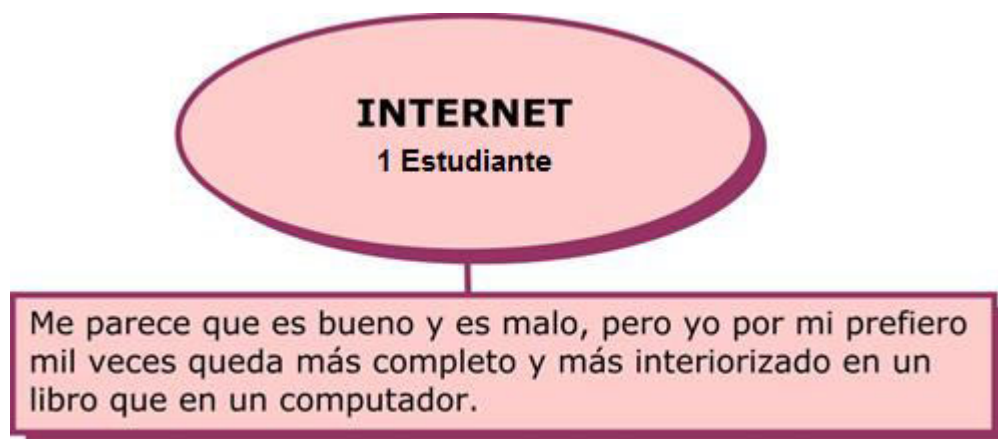 INTERNET
1 Estudiante
Me parece que es bueno y es malo, pero yo por mi prefiero
mil veces queda más completo y más interiorizado en un
libro que en un computador.